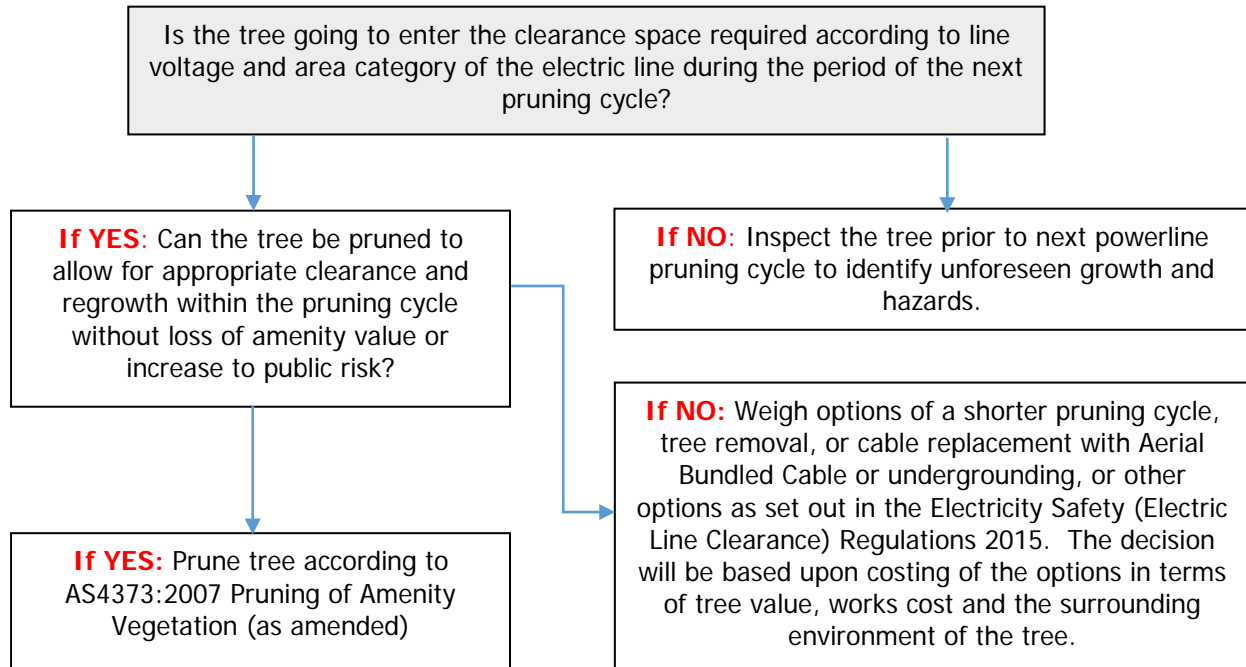 Is the tree going to enter the clearance space required according to line
voltage and area category of the electric line during the period of the next
pruning cycle?
If YES: Can the tree be pruned to
allow for appropriate clearance and
regrowth within the pruning cycle
without loss of amenity value or
increase to public risk?
If NO: Inspect the tree prior to next powerline
pruning cycle to identify unforeseen growth and
hazards.
If YES: Prune tree according to
AS4373:2007 Pruning of Amenity
Vegetation (as amended)
If NO: Weigh options of a shorter pruning cycle,
tree removal, or cable replacement with Aerial
Bundled Cable or undergrounding, or other
options as set out in the Electricity Safety (Electric
Line Clearance) Regulations 2015.  The decision
will be based upon costing of the options in terms
of tree value, works cost and the surrounding
environment of the tree.